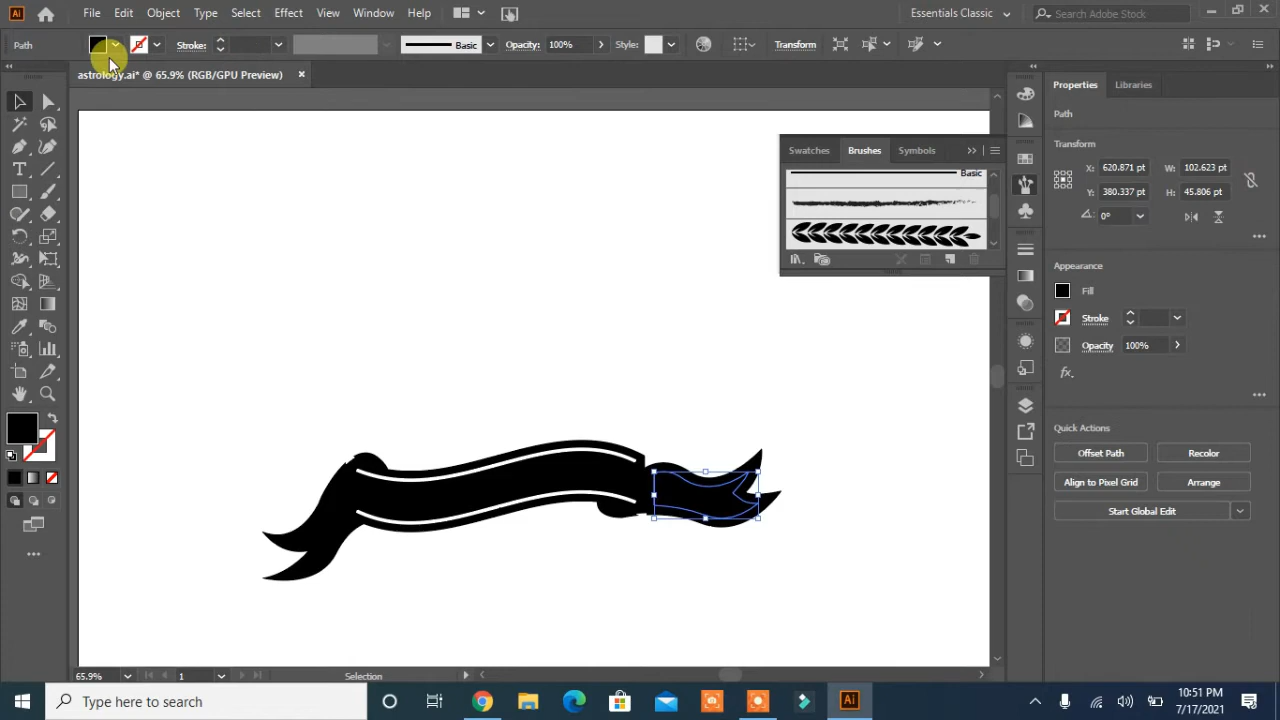 Ai File Edit Object Type Select Effect View Window Help Essentials Classic Search Adobe Stock
Path Stroke: Basic Opacity: 100% Style: Transform
astrology.ai* @ 65.9% (RGB/GPU Preview)
Properties Libraries
Path
Swatches Brushes Symbols
Transform
Basic
X: 620.871 pt W: 102.623 pt
Y: 380.337 pt H: 45.806 pt
0°
Appearance
Fill
Stroke
Opacity 100%
fx.
Quick Actions
Offset Path Recolor
Align to Pixel Grid Arrange
Start Global Edit
65.9% 1 Selection
Type here to search
Ai
10:51 PM
7/17/2021